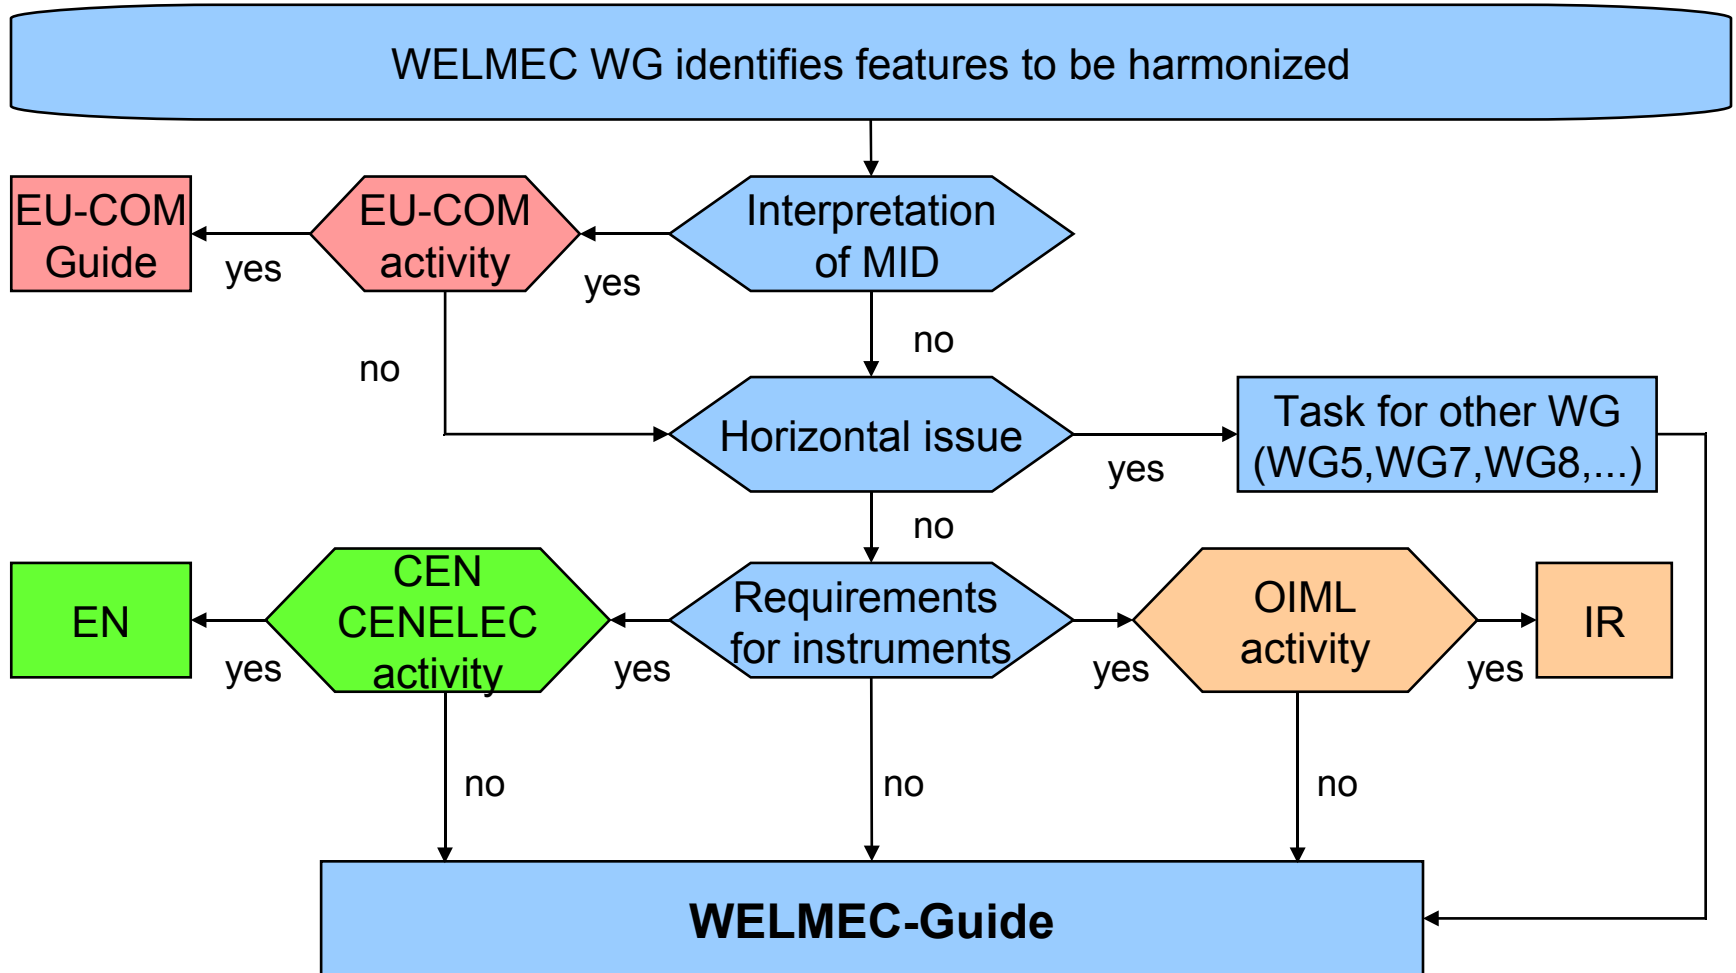 WELMEC WG identifies features to be harmonized
EU-COM
Guide
yes
EU-COM
activity
yes
Interpretation
of MID
no
no
Horizontal issue
yes
Task for other WG
(WG5,WG7,WG8,...)
no
EN
yes
CEN
CENELEC
activity
yes
Requirements
for instruments
yes
OIML
activity
yes
IR
no
no
no
WELMEC-Guide